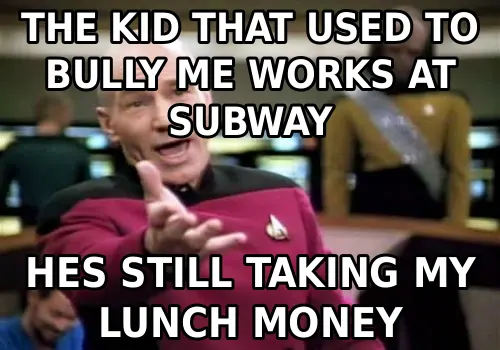 THE KID THAT USED TO
BULLY ME WORKS AT
SUBWAY
HES STILL TAKING MY
LUNCH MONEY